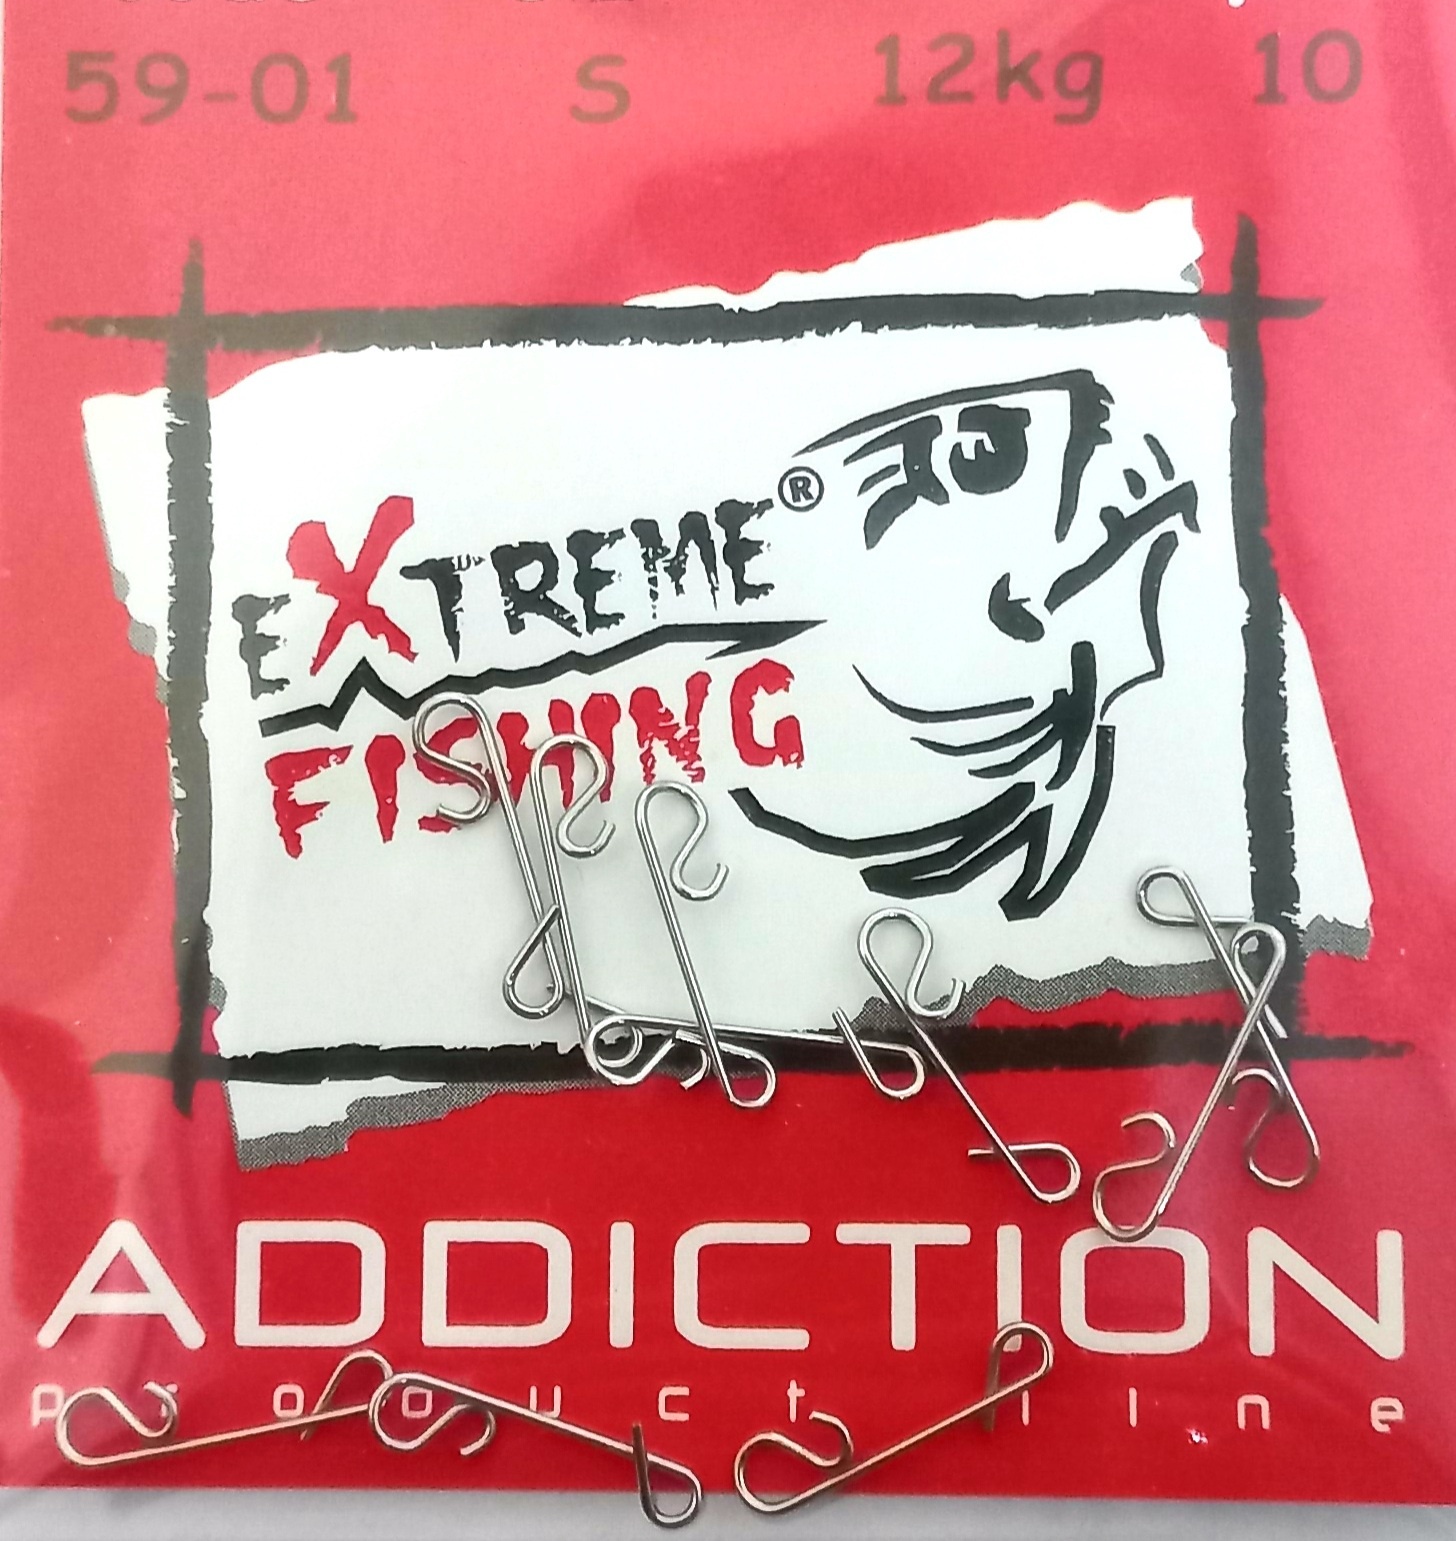 59-01 S 12kg 10
EXTREME®
FISHING
ADDICTION
product line